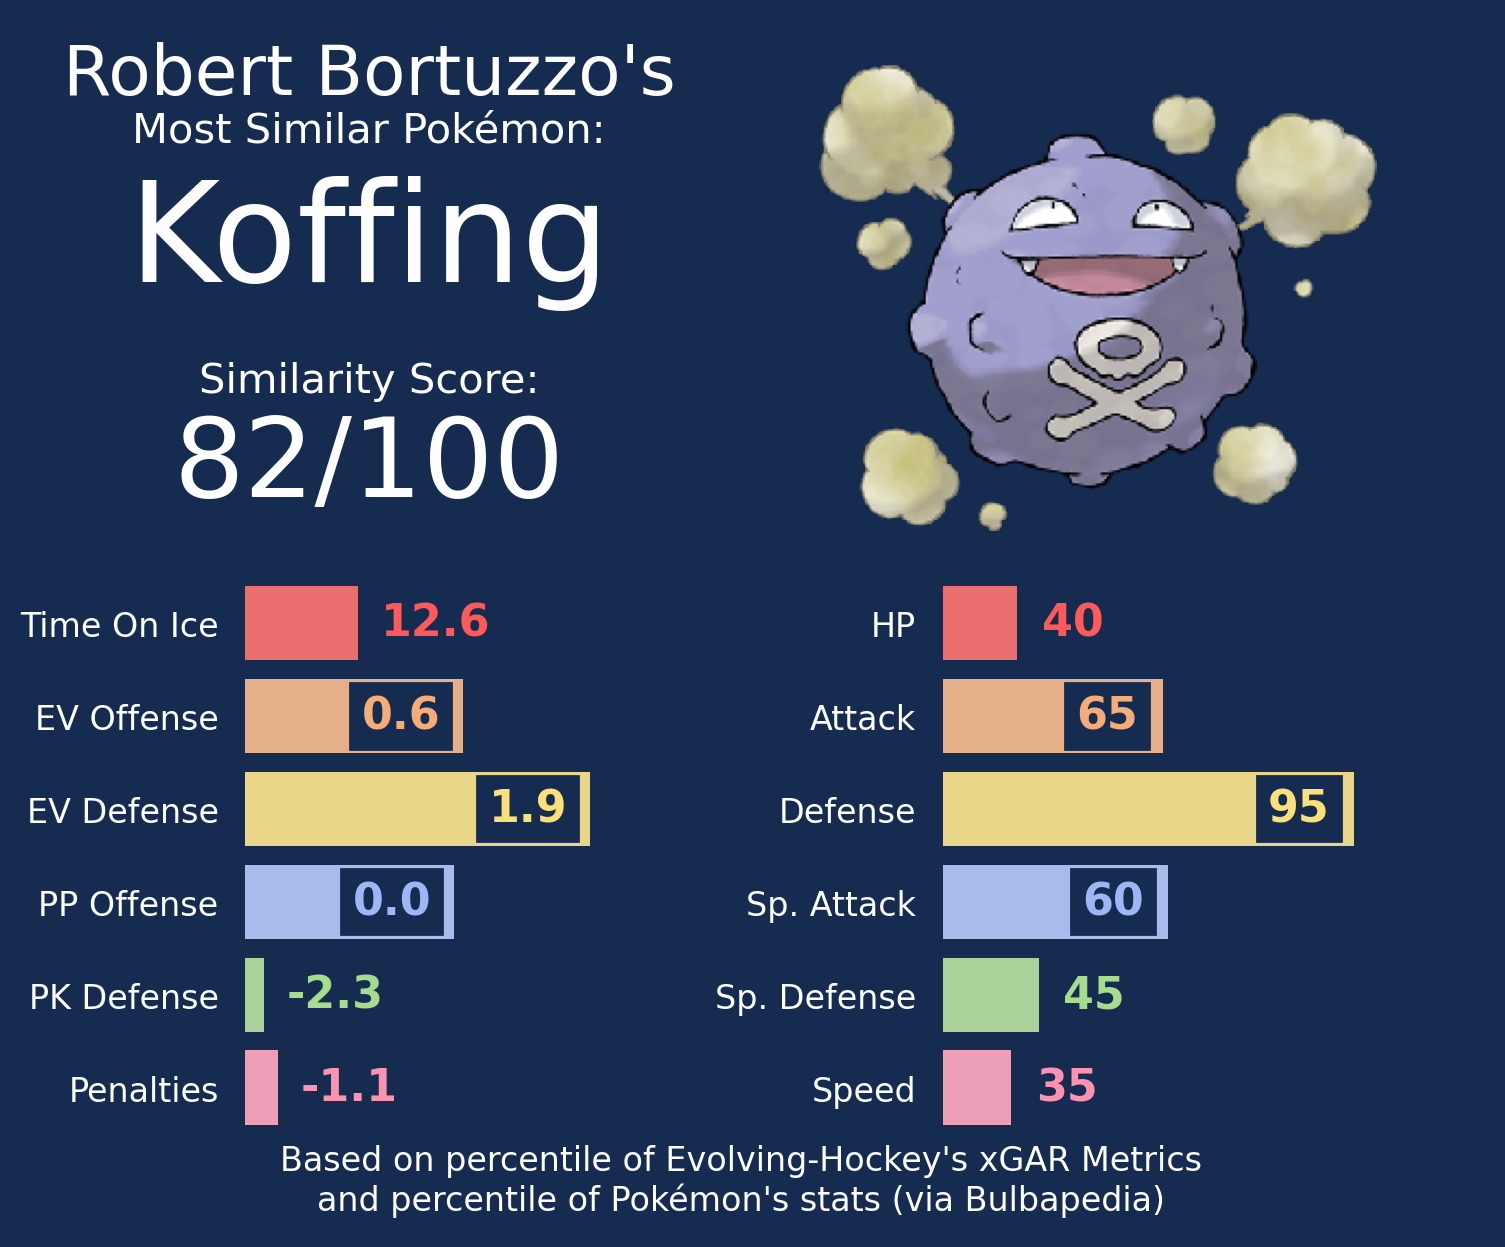 Robert Bortuzzo's
Most Similar Pokémon:
Koffing
Similarity Score:
82/100
Time On Ice 12.6
EV Offense 0.6
EV Defense 1.9
PP Offense 0.0
PK Defense -2.3
Penalties -1.1
HP 40
Attack 65
Defense 95
Sp. Attack 60
Sp. Defense 45
Speed 35
Based on percentile of Evolving-Hockey's xGAR Metrics
and percentile of Pokémon's stats (via Bulbapedia)